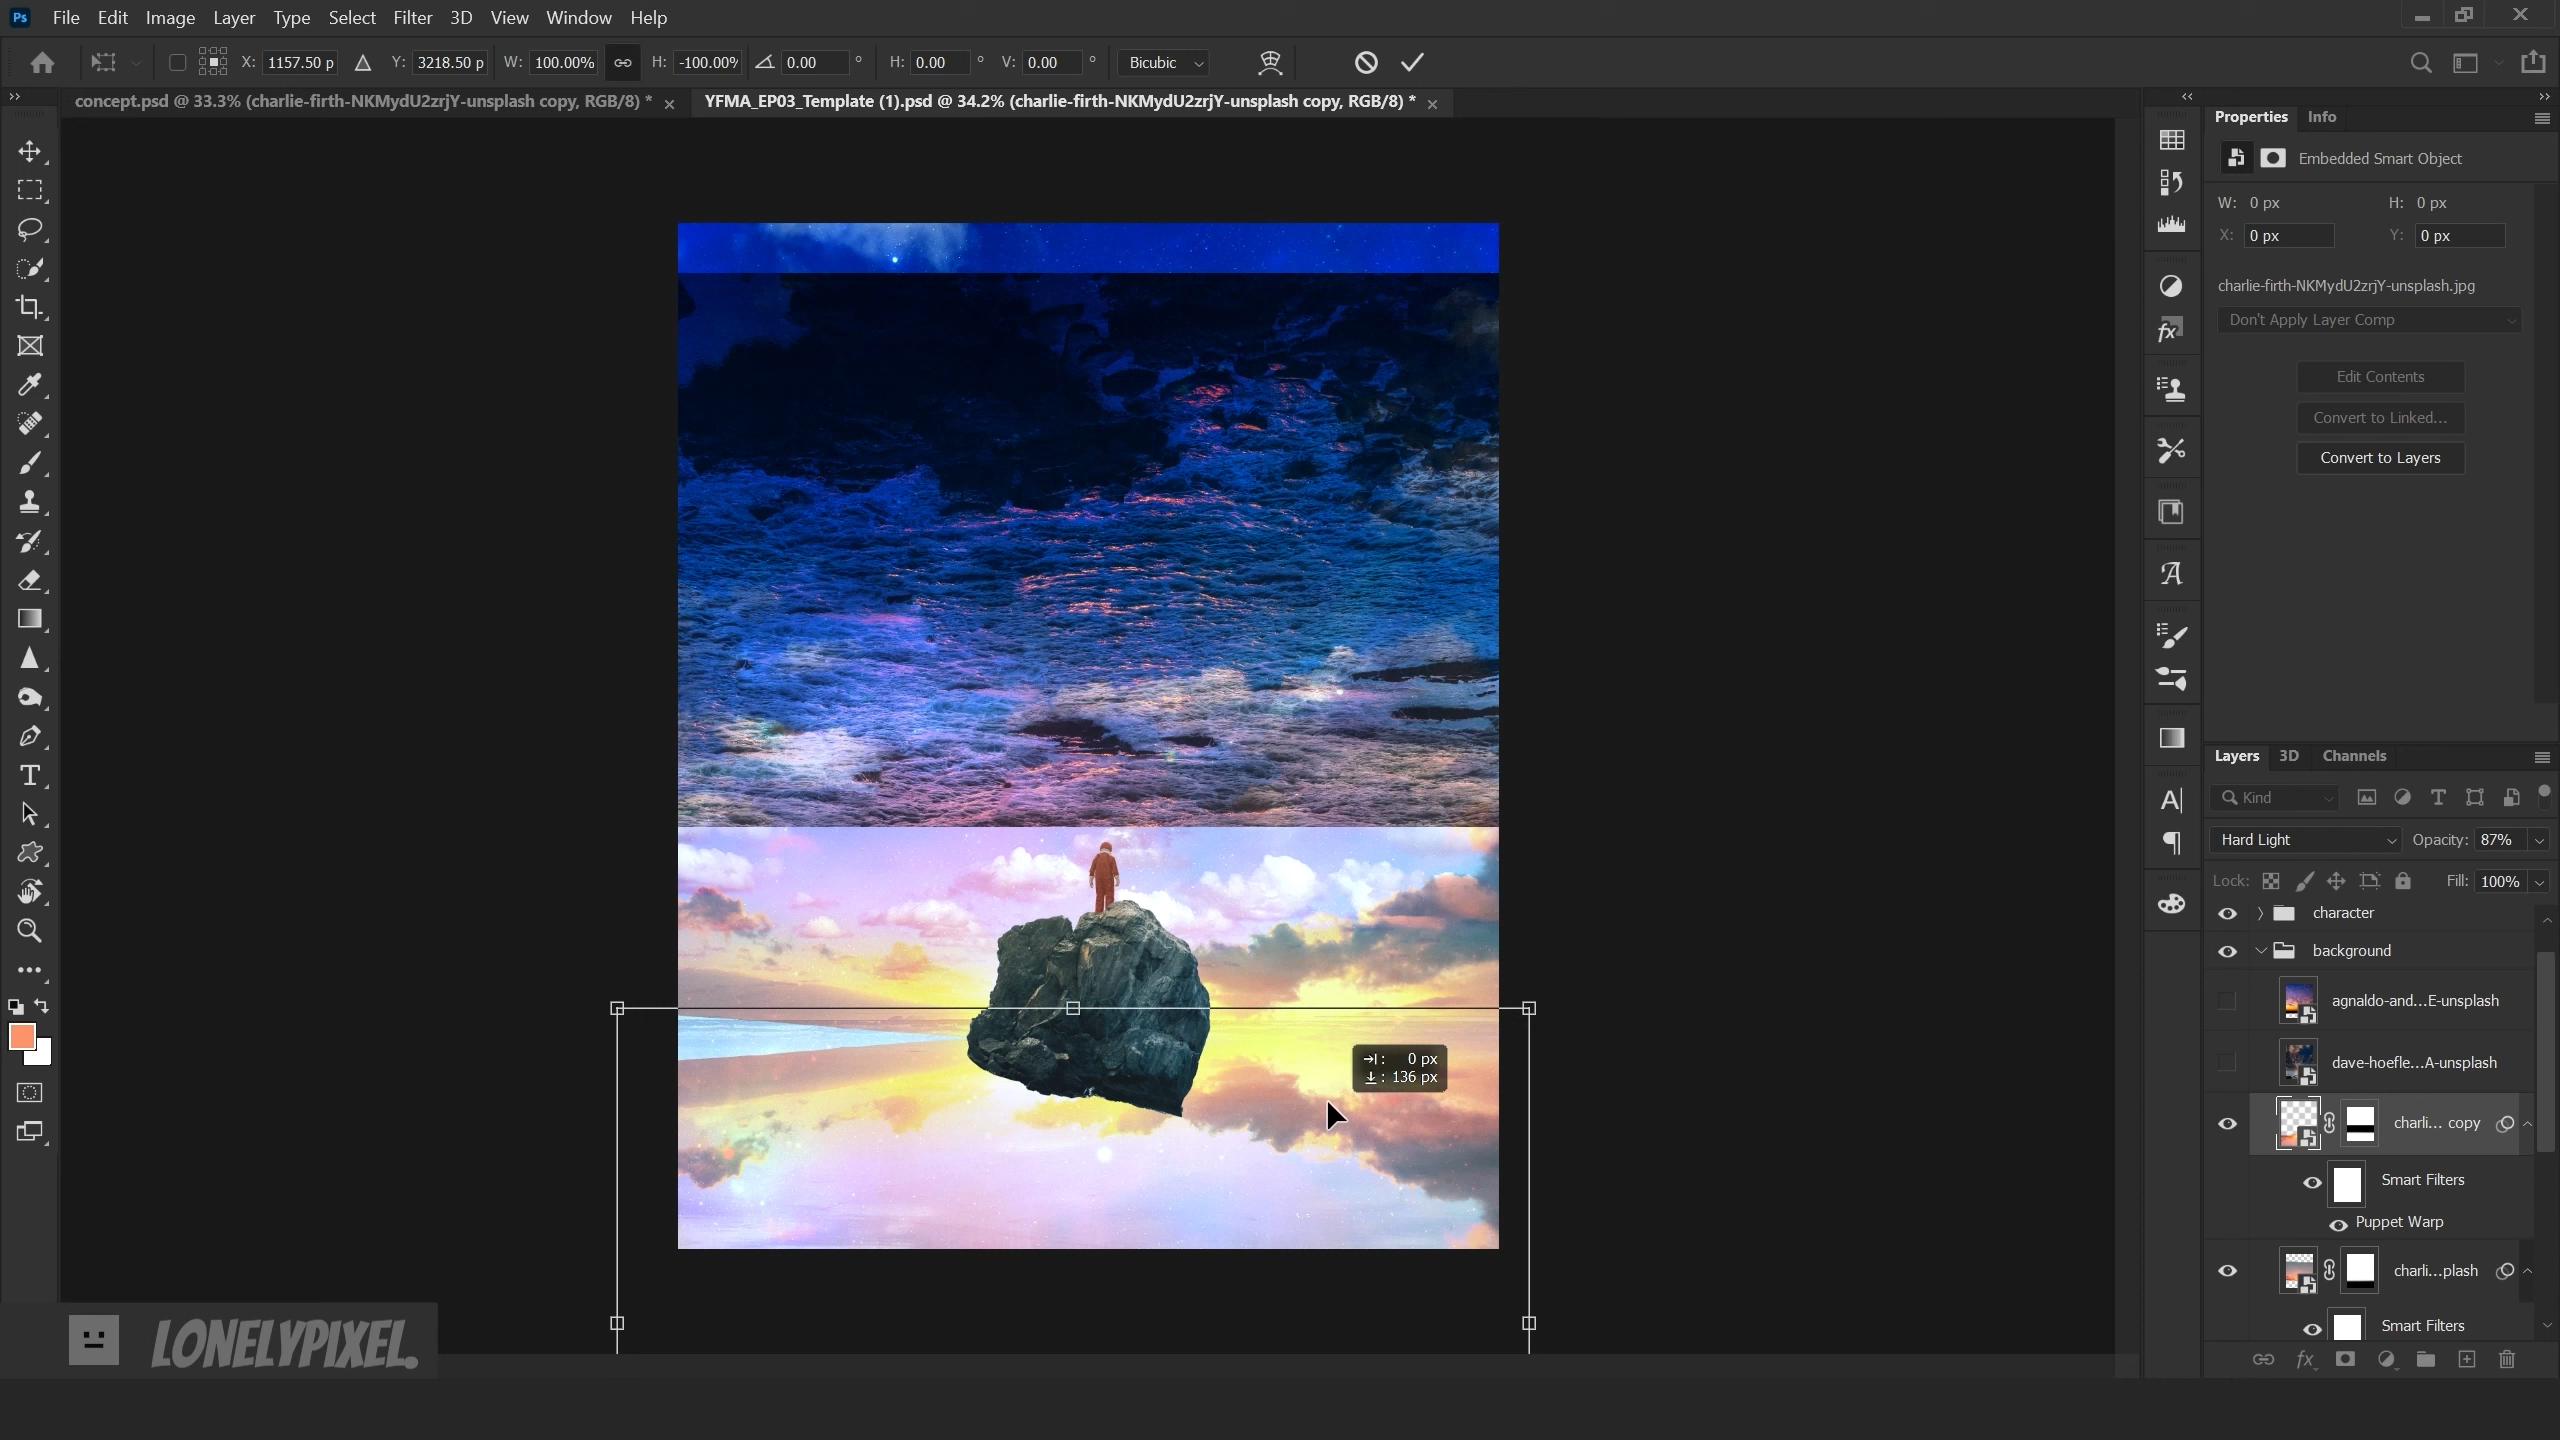 Ps File Edit Image Layer Type Select Filter 3D View Window Help
X: 1157.50 p Y: 3218.50 p W: 100.00% H: -100.00% 0.00 ° H: 0.00 ° V: 0.00 ° Bicubic
concept.psd @ 33.3% (charlie-firth-NKMydU2zrjY-unsplash copy, RGB/8) * YFMA_EP03_Template (1).psd @ 34.2% (charlie-firth-NKMydU2zrjY-unsplash copy, RGB/8) *
Properties Info
Embedded Smart Object
W: 0 px H: 0 px
X: 0 px Y: 0 px
charlie-firth-NKMydU2zrjY-unsplash.jpg
Don't Apply Layer Comp
Edit Contents
Convert to Linked...
Convert to Layers
Layers 3D Channels
Kind
Hard Light Opacity: 87%
Lock: Fill: 100%
character
background
agnaldo-and...E-unsplash
dave-hoefle...A-unsplash
charli... copy
Smart Filters
Puppet Warp
charli...plash
Smart Filters
0 px
136 px
LONELYPIXEL.